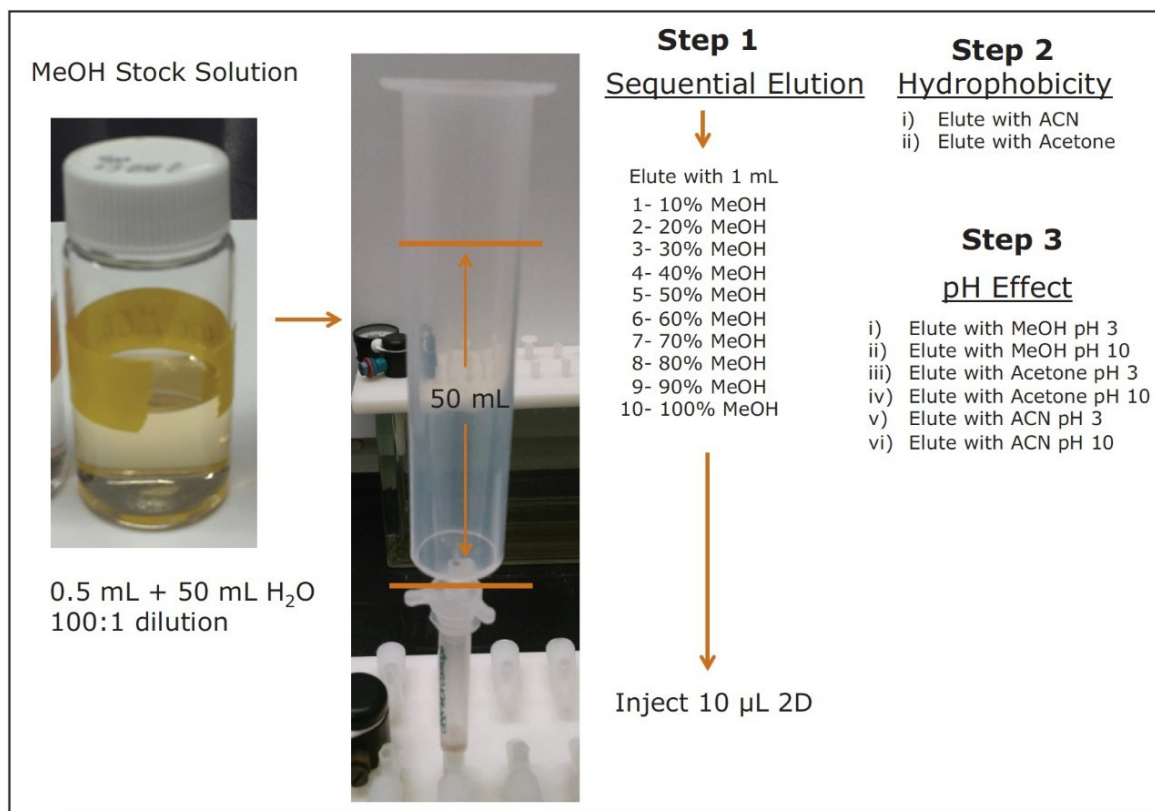 MeOH Stock Solution
0.5 mL + 50 mL H₂O
100:1 dilution
50 mL
Step 1
Sequential Elution
Elute with 1 mL
1- 10% MeOH
2- 20% MeOH
3- 30% MeOH
4- 40% MeOH
5- 50% MeOH
6- 60% MeOH
7- 70% MeOH
8- 80% MeOH
9- 90% MeOH
10- 100% MeOH
Inject 10 µL 2D
Step 2
Hydrophobicity
i) Elute with ACN
ii) Elute with Acetone
Step 3
pH Effect
i) Elute with MeOH pH 3
ii) Elute with MeOH pH 10
iii) Elute with Acetone pH 3
iv) Elute with Acetone pH 10
v) Elute with ACN pH 3
vi) Elute with ACN pH 10